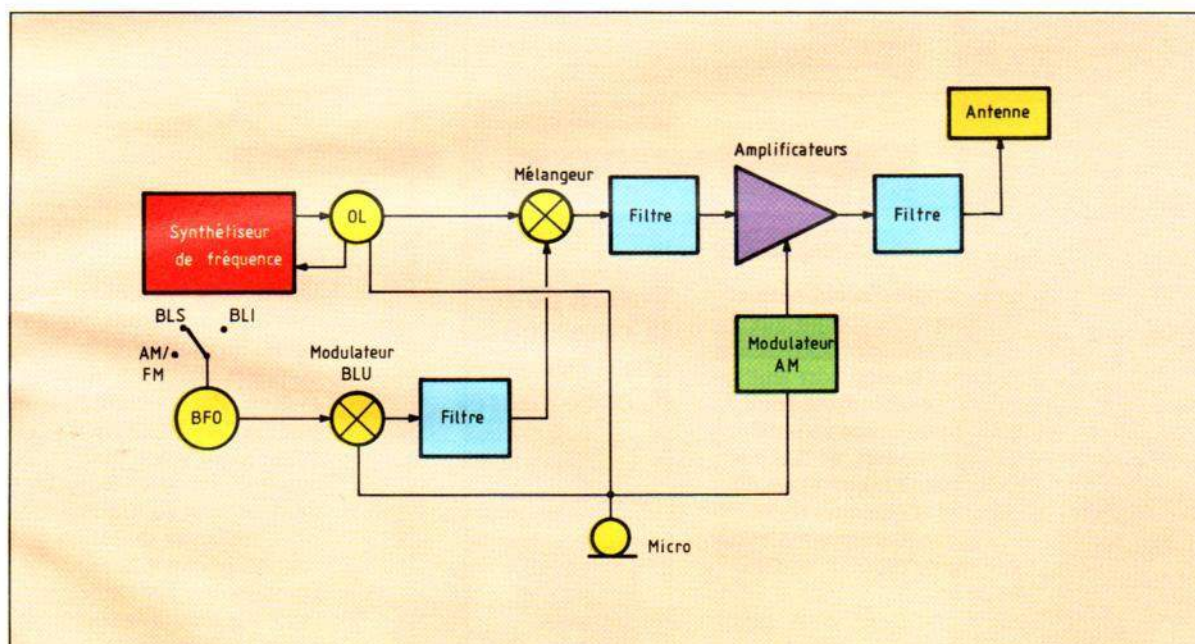 Antenne
Amplificateurs
Mélangeur
OL
Filtre
Filtre
Synthétiseur
de fréquence
BLS
BLI
AM/
FM
Modulateur
BLU
Modulateur
AM
BFO
Filtre
Micro